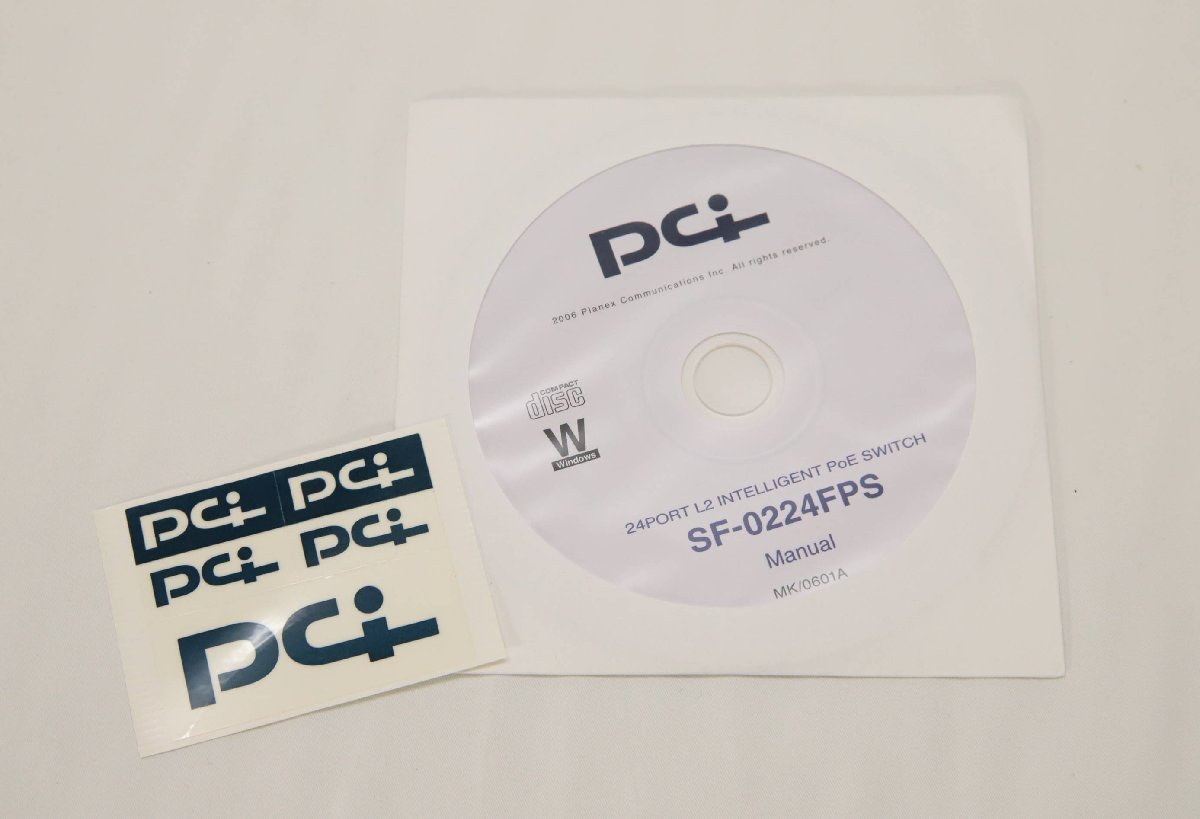 PCi
2006 Planex Communications Inc. All rights reserved.
COMPACT
disc
W
Windows
24PORT L2 INTELLIGENT PoE SWITCH
SF-0224FPS
Manual
MK/0601A
PCi PCi
PCi PCi
PCi